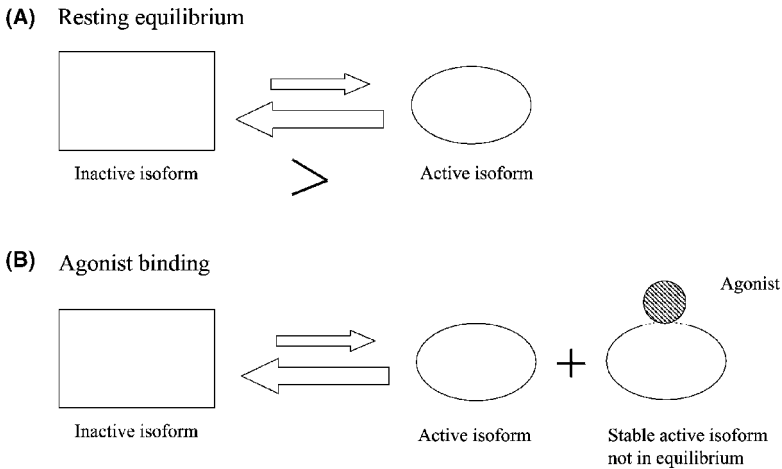 (A) Resting equilibrium
Inactive isoform
>
Active isoform
(B) Agonist binding
Agonist
+
Inactive isoform
Active isoform
Stable active isoform
not in equilibrium